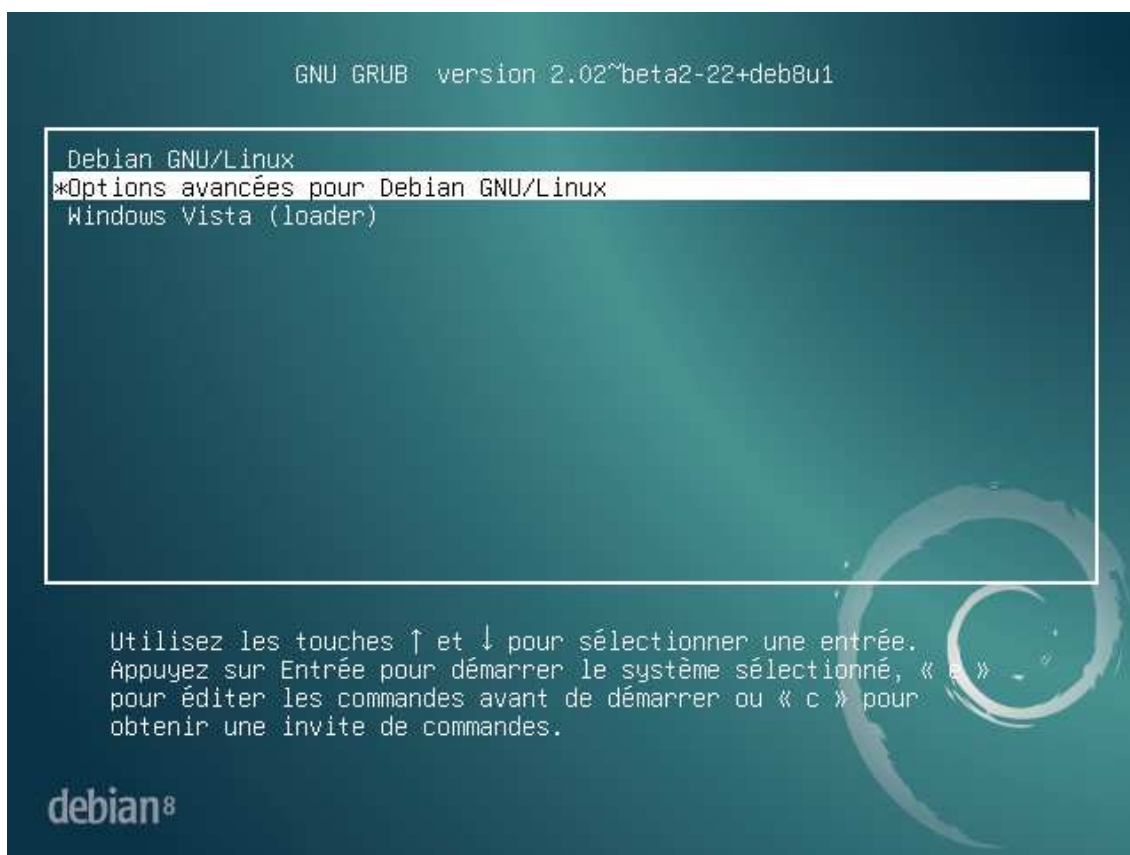 GNU GRUB version 2.02~beta2-22+deb8u1
Debian GNU/Linux
*Options avancées pour Debian GNU/Linux
Windows Vista (loader)
Utilisez les touches ↑ et ↓ pour sélectionner une entrée.
Appuyez sur Entrée pour démarrer le système sélectionné, « e »
pour éditer les commandes avant de démarrer ou « c » pour
obtenir une invite de commandes.
debian 8